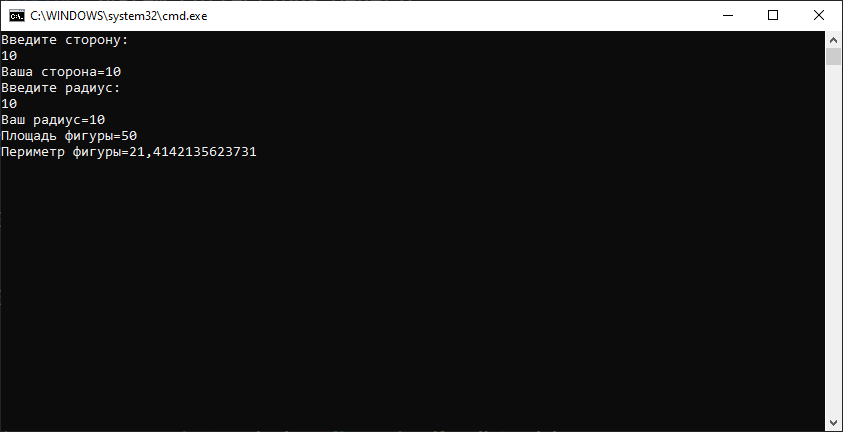 C:\WINDOWS\system32\cmd.exe
Введите сторону:
10
Ваша сторона=10
Введите радиус:
10
Ваш радиус=10
Площадь фигуры=50
Периметр фигуры=21,4142135623731